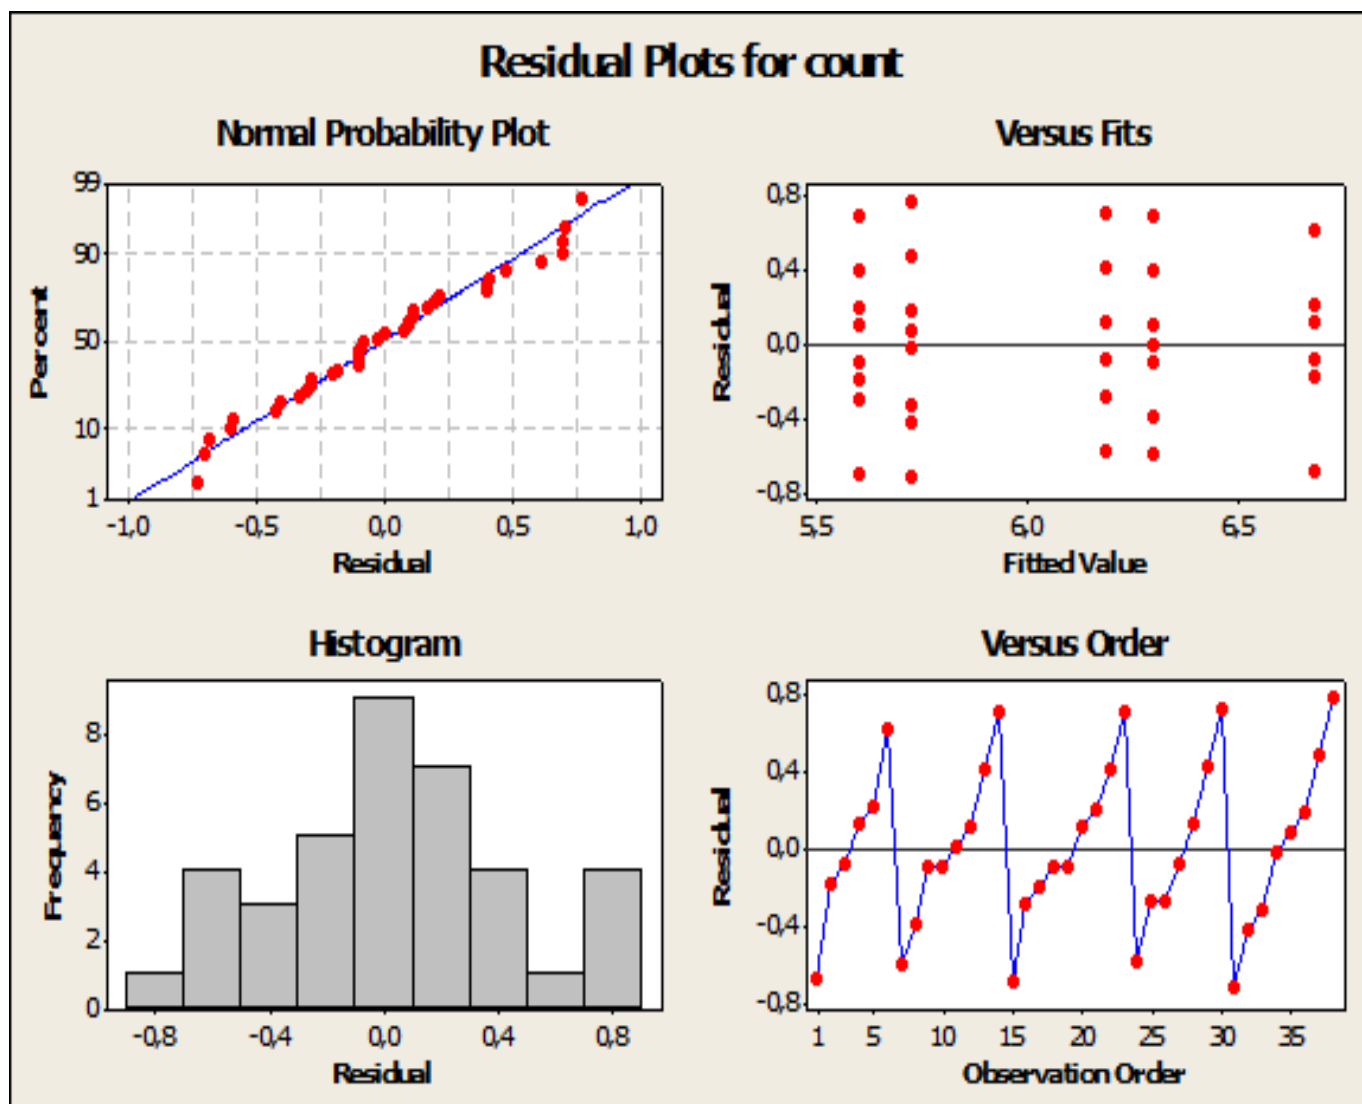 Residual Plots for count
Normal Probability Plot
99
90
50
10
1
Percent
-1,0 -0,5 0,0 0,5 1,0
Residual
Versus Fits
0,8
0,4
0,0
-0,4
-0,8
Residual
5,5 6,0 6,5
Fitted Value
Histogram
8
6
4
2
0
Frequency
-0,8 -0,4 0,0 0,4 0,8
Residual
Versus Order
0,8
0,4
0,0
-0,4
-0,8
Residual
1 5 10 15 20 25 30 35
Observation Order